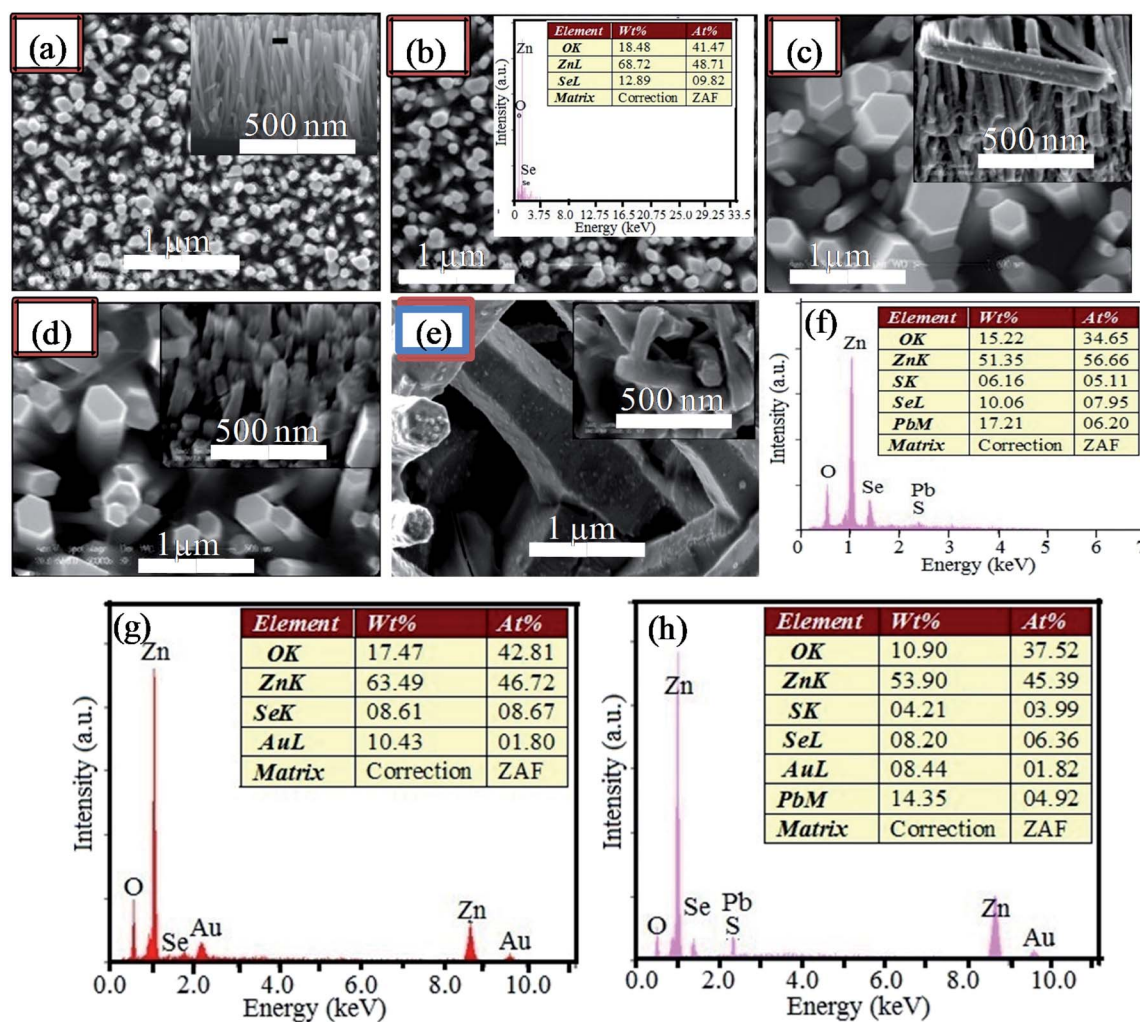 (a)
500 nm
1 μm
(b)
Element Wt% At%
OK 18.48 41.47
ZnL 68.72 48.71
SeL 12.89 09.82
Matrix Correction ZAF
Zn
O
Se
Se
Intensity (a.u.)
0 3.75 8.0 12.75 16.5 20.75 25.0 29.25 33.5
Energy (keV)
1 μm
(c)
500 nm
1 μm
(d)
500 nm
1 μm
(e)
500 nm
1 μm
(f)
Element Wt% At%
OK 15.22 34.65
ZnK 51.35 56.66
SK 06.16 05.11
SeL 10.06 07.95
PbM 17.21 06.20
Matrix Correction ZAF
Zn
O
Se
Pb
S
Intensity (a.u.)
0 1 2 3 4 5 6 7
Energy (keV)
(g)
Element Wt% At%
OK 17.47 42.81
ZnK 63.49 46.72
SeK 08.61 08.67
AuL 10.43 01.80
Matrix Correction ZAF
Zn
O
Se
Au
Zn
Au
Intensity (a.u.)
0 2.0 4.0 6.0 8.0 10.0
Energy (keV)
(h)
Element Wt% At%
OK 10.90 37.52
ZnK 53.90 45.39
SK 04.21 03.99
SeL 08.20 06.36
AuL 08.44 01.82
PbM 14.35 04.92
Matrix Correction ZAF
Zn
O
Se
Pb
S
Zn
Au
Intensity (a.u.)
0 2.0 4.0 6.0 8.0 10.0
Energy (keV)